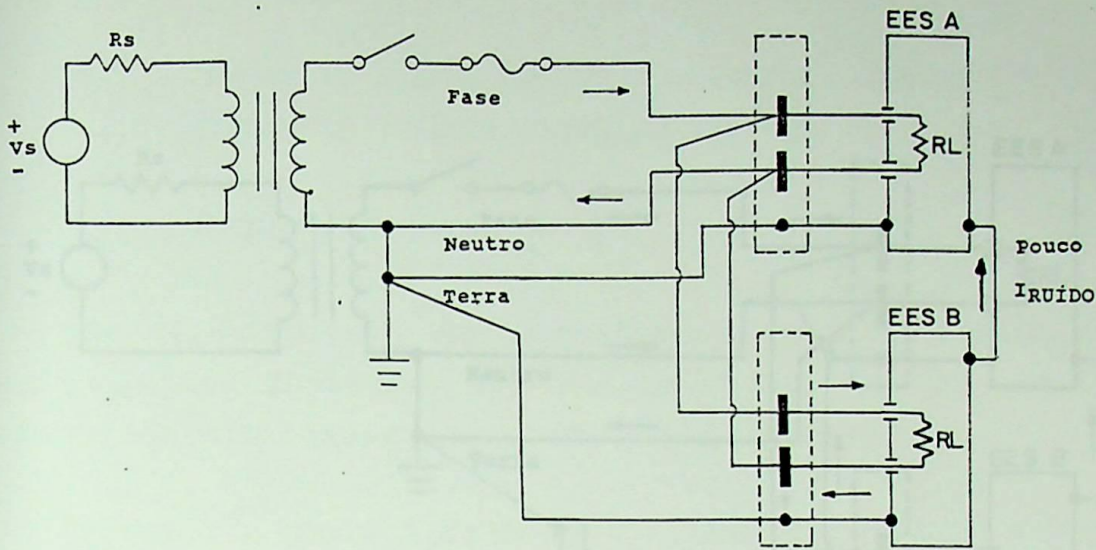 EES A
Rs
+
Vs
-
Fase
RL
Neutro
Pouco
IRUÍDO
Terra
EES B
RL